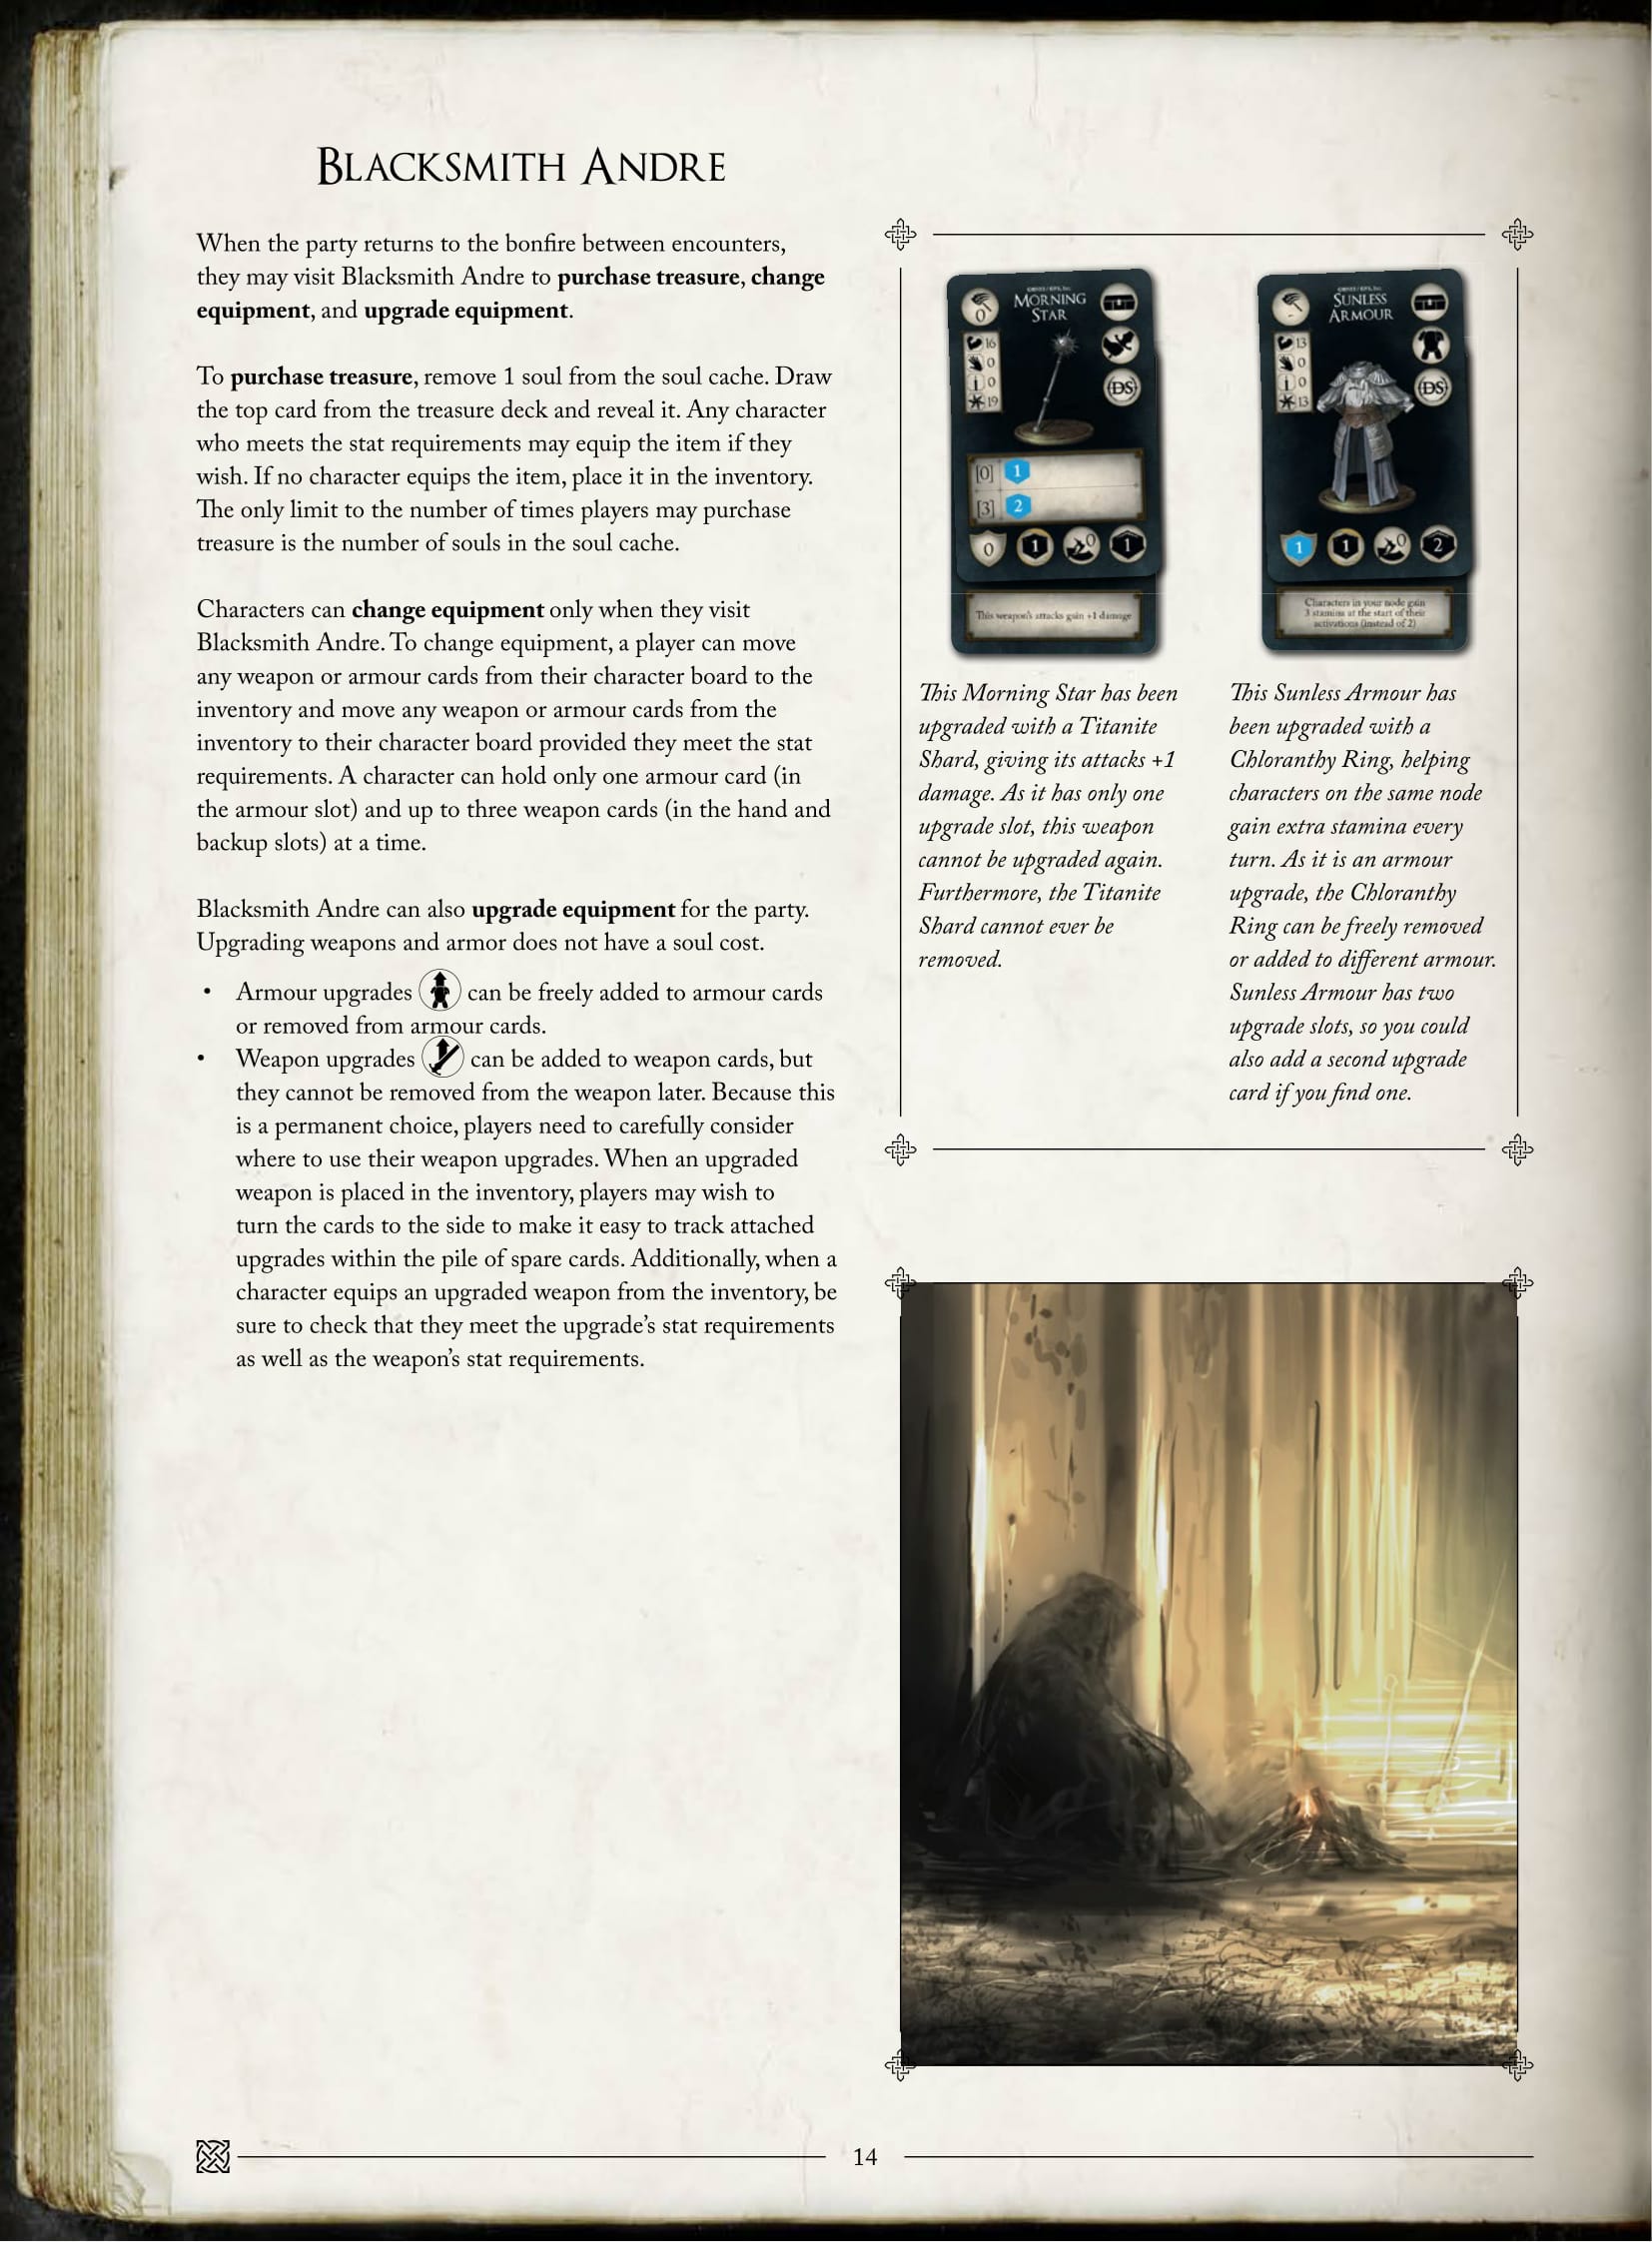 BLACKSMITH ANDRE
When the party returns to the bonfire between encounters,
they may visit Blacksmith Andre to purchase treasure, change
equipment, and upgrade equipment.
To purchase treasure, remove 1 soul from the soul cache. Draw
the top card from the treasure deck and reveal it. Any character
who meets the stat requirements may equip the item if they
wish. If no character equips the item, place it in the inventory.
The only limit to the number of times players may purchase
treasure is the number of souls in the soul cache.
Characters can change equipment only when they visit
Blacksmith Andre. To change equipment, a player can move
any weapon or armour cards from their character board to the
inventory and move any weapon or armour cards from the
inventory to their character board provided they meet the stat
requirements. A character can hold only one armour card (in
the armour slot) and up to three weapon cards (in the hand and
backup slots) at a time.
Blacksmith Andre can also upgrade equipment for the party.
Upgrading weapons and armor does not have a soul cost.
• Armour upgrades can be freely added to armour cards
or removed from armour cards.
• Weapon upgrades can be added to weapon cards, but
they cannot be removed from the weapon later. Because this
is a permanent choice, players need to carefully consider
where to use their weapon upgrades. When an upgraded
weapon is placed in the inventory, players may wish to
turn the cards to the side to make it easy to track attached
upgrades within the pile of spare cards. Additionally, when a
character equips an upgraded weapon from the inventory, be
sure to check that they meet the upgrade's stat requirements
as well as the weapon's stat requirements.
MORNING
STAR
0
16
0
0
19
DS
[0] 1
[3] 2
0 1 0 1
This weapon's attacks gain +1 damage
This Morning Star has been
upgraded with a Titanite
Shard, giving its attacks +1
damage. As it has only one
upgrade slot, this weapon
cannot be upgraded again.
Furthermore, the Titanite
Shard cannot ever be
removed.
SUNLESS
ARMOUR
13
0
0
13
DS
1 1 0 2
Characters in your node gain
3 stamina at the start of their
activations (instead of 2)
This Sunless Armour has
been upgraded with a
Chloranthy Ring, helping
characters on the same node
gain extra stamina every
turn. As it is an armour
upgrade, the Chloranthy
Ring can be freely removed
or added to different armour.
Sunless Armour has two
upgrade slots, so you could
also add a second upgrade
card if you find one.
14